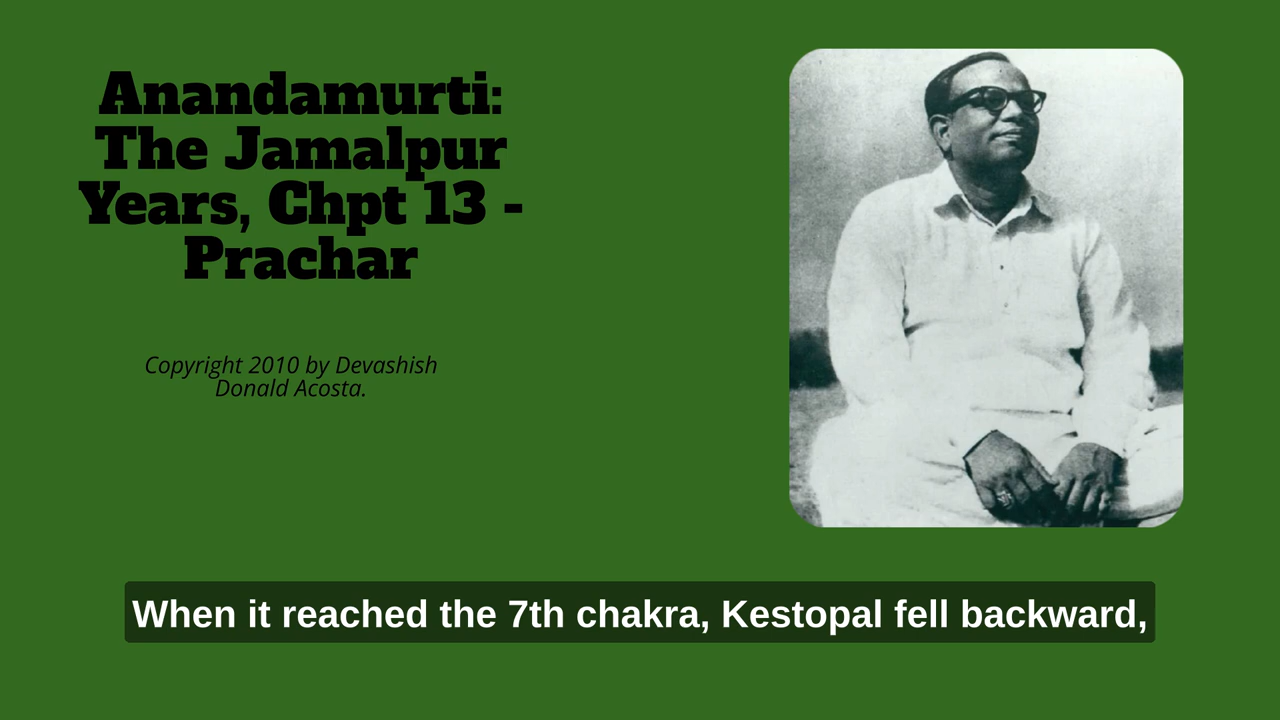 Anandamurti:
The Jamalpur
Years, Chpt 13 -
Prachar
Copyright 2010 by Devashish
Donald Acosta.
When it reached the 7th chakra, Kestopal fell backward,